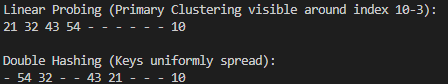 Linear Probing (Primary Clustering visible around index 10-3):
21 32 43 54 - - - - - - 10
Double Hashing (Keys uniformly spread):
- 54 32 - - 43 21 - - - 10